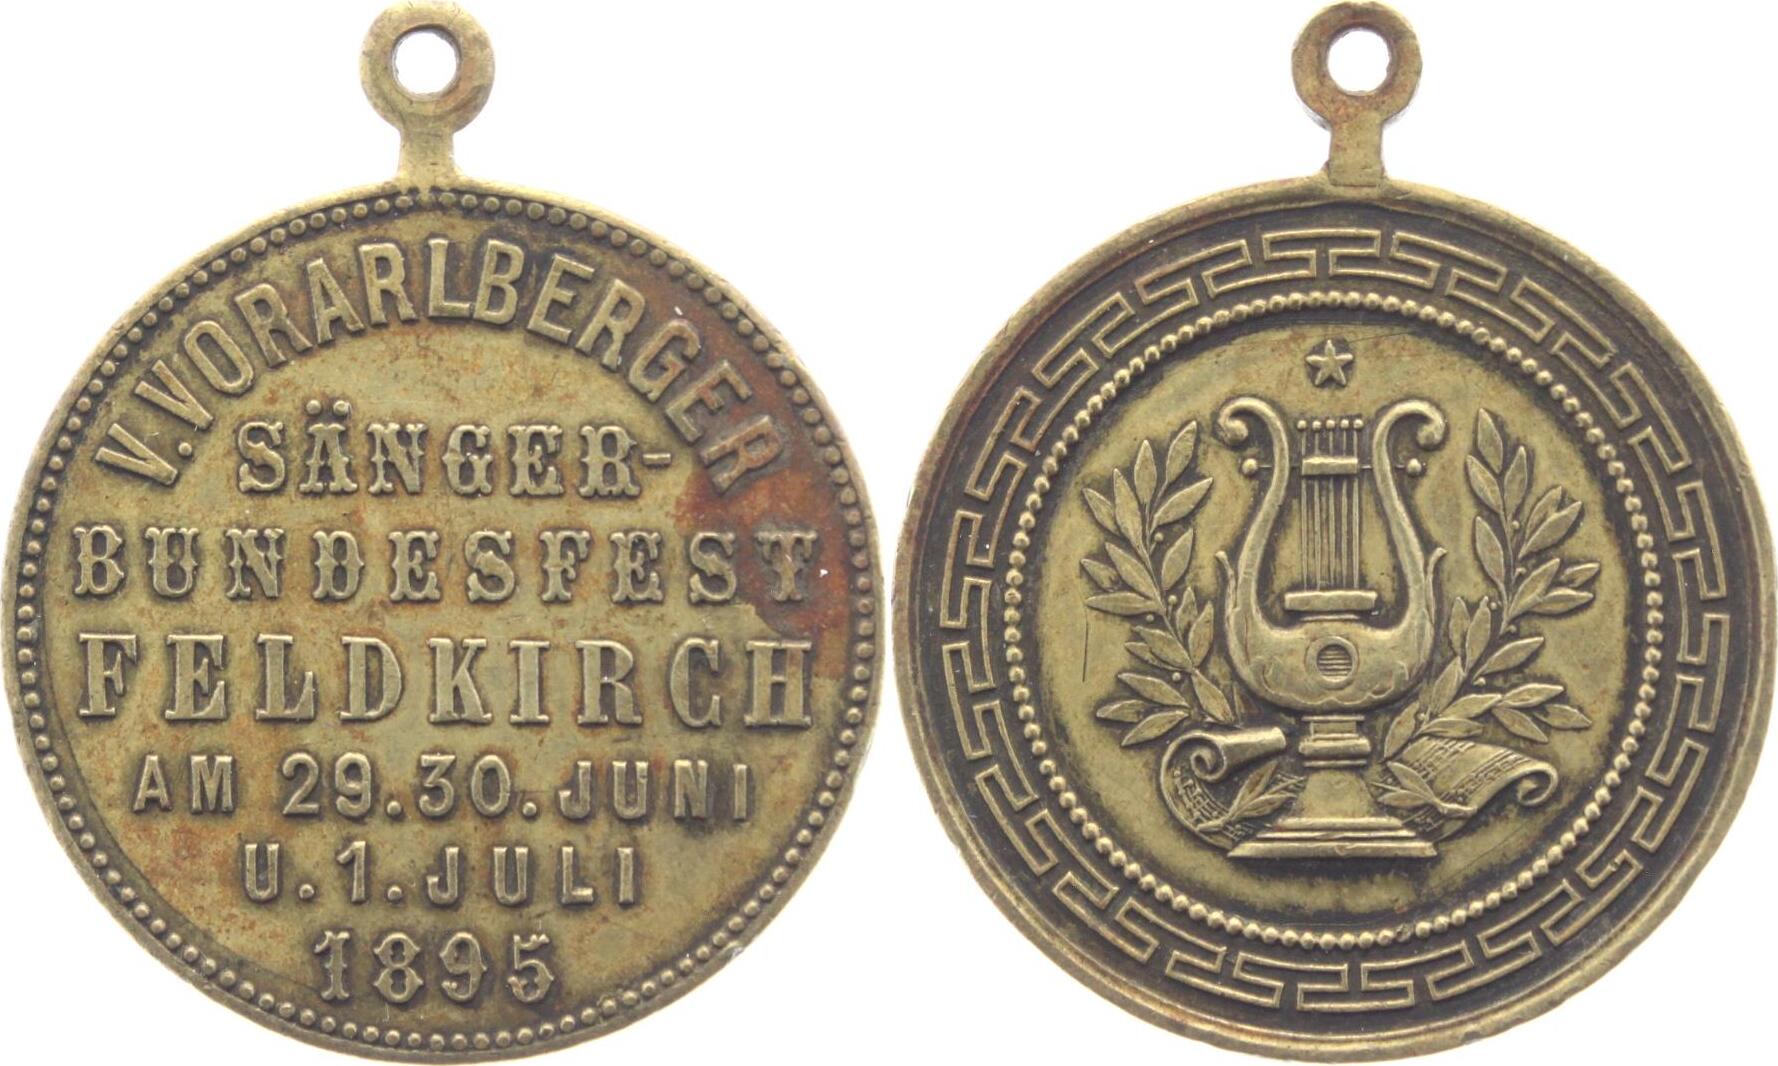 V. VORARLBERGER
SÄNGER-
BUNDESFEST
FELDKIRCH
AM 29.30. JUNI
U. 1. JULI
1895